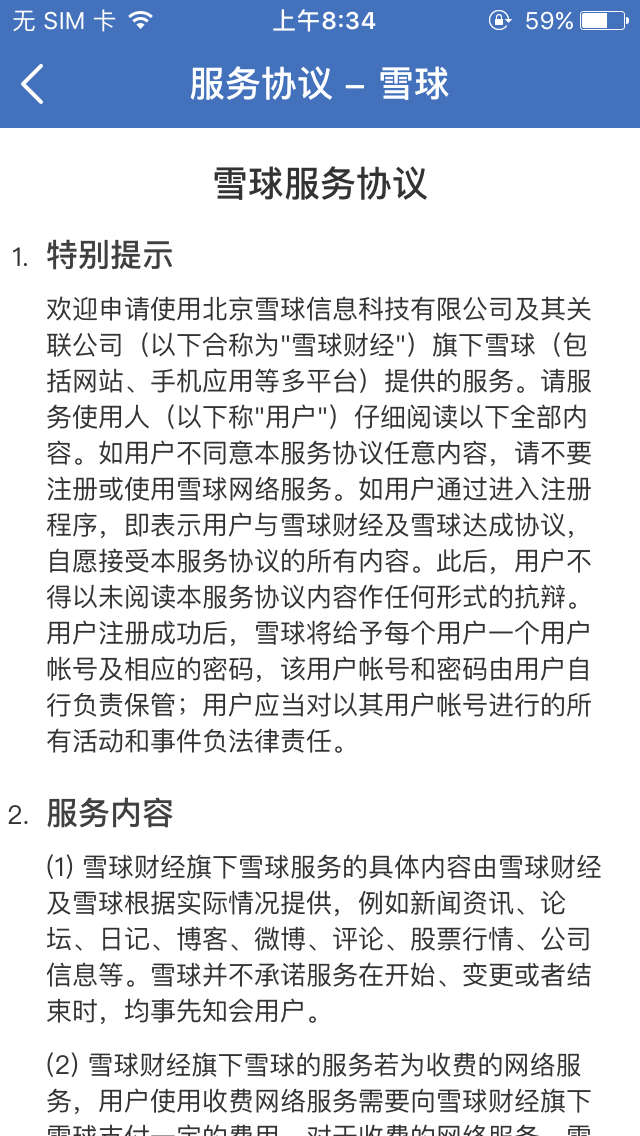 无 SIM 卡 上午8:34 59%
服务协议 – 雪球
雪球服务协议
1. 特别提示
欢迎申请使用北京雪球信息科技有限公司及其关
联公司（以下合称为"雪球财经"）旗下雪球（包
括网站、手机应用等多平台）提供的服务。请服
务使用人（以下称"用户"）仔细阅读以下全部内
容。如用户不同意本服务协议任意内容，请不要
注册或使用雪球网络服务。如用户通过进入注册
程序，即表示用户与雪球财经及雪球达成协议，
自愿接受本服务协议的所有内容。此后，用户不
得以未阅读本服务协议内容作任何形式的抗辩。
用户注册成功后，雪球将给予每个用户一个用户
帐号及相应的密码，该用户帐号和密码由用户自
行负责保管；用户应当对以其用户帐号进行的所
有活动和事件负法律责任。
2. 服务内容
(1) 雪球财经旗下雪球服务的具体内容由雪球财经
及雪球根据实际情况提供，例如新闻资讯、论
坛、日记、博客、微博、评论、股票行情、公司
信息等。雪球并不承诺服务在开始、变更或者结
束时，均事先知会用户。
(2) 雪球财经旗下雪球的服务若为收费的网络服
务，用户使用收费网络服务需要向雪球财经旗下
雪球支付一定的费用。对于收费的网络服务，雪